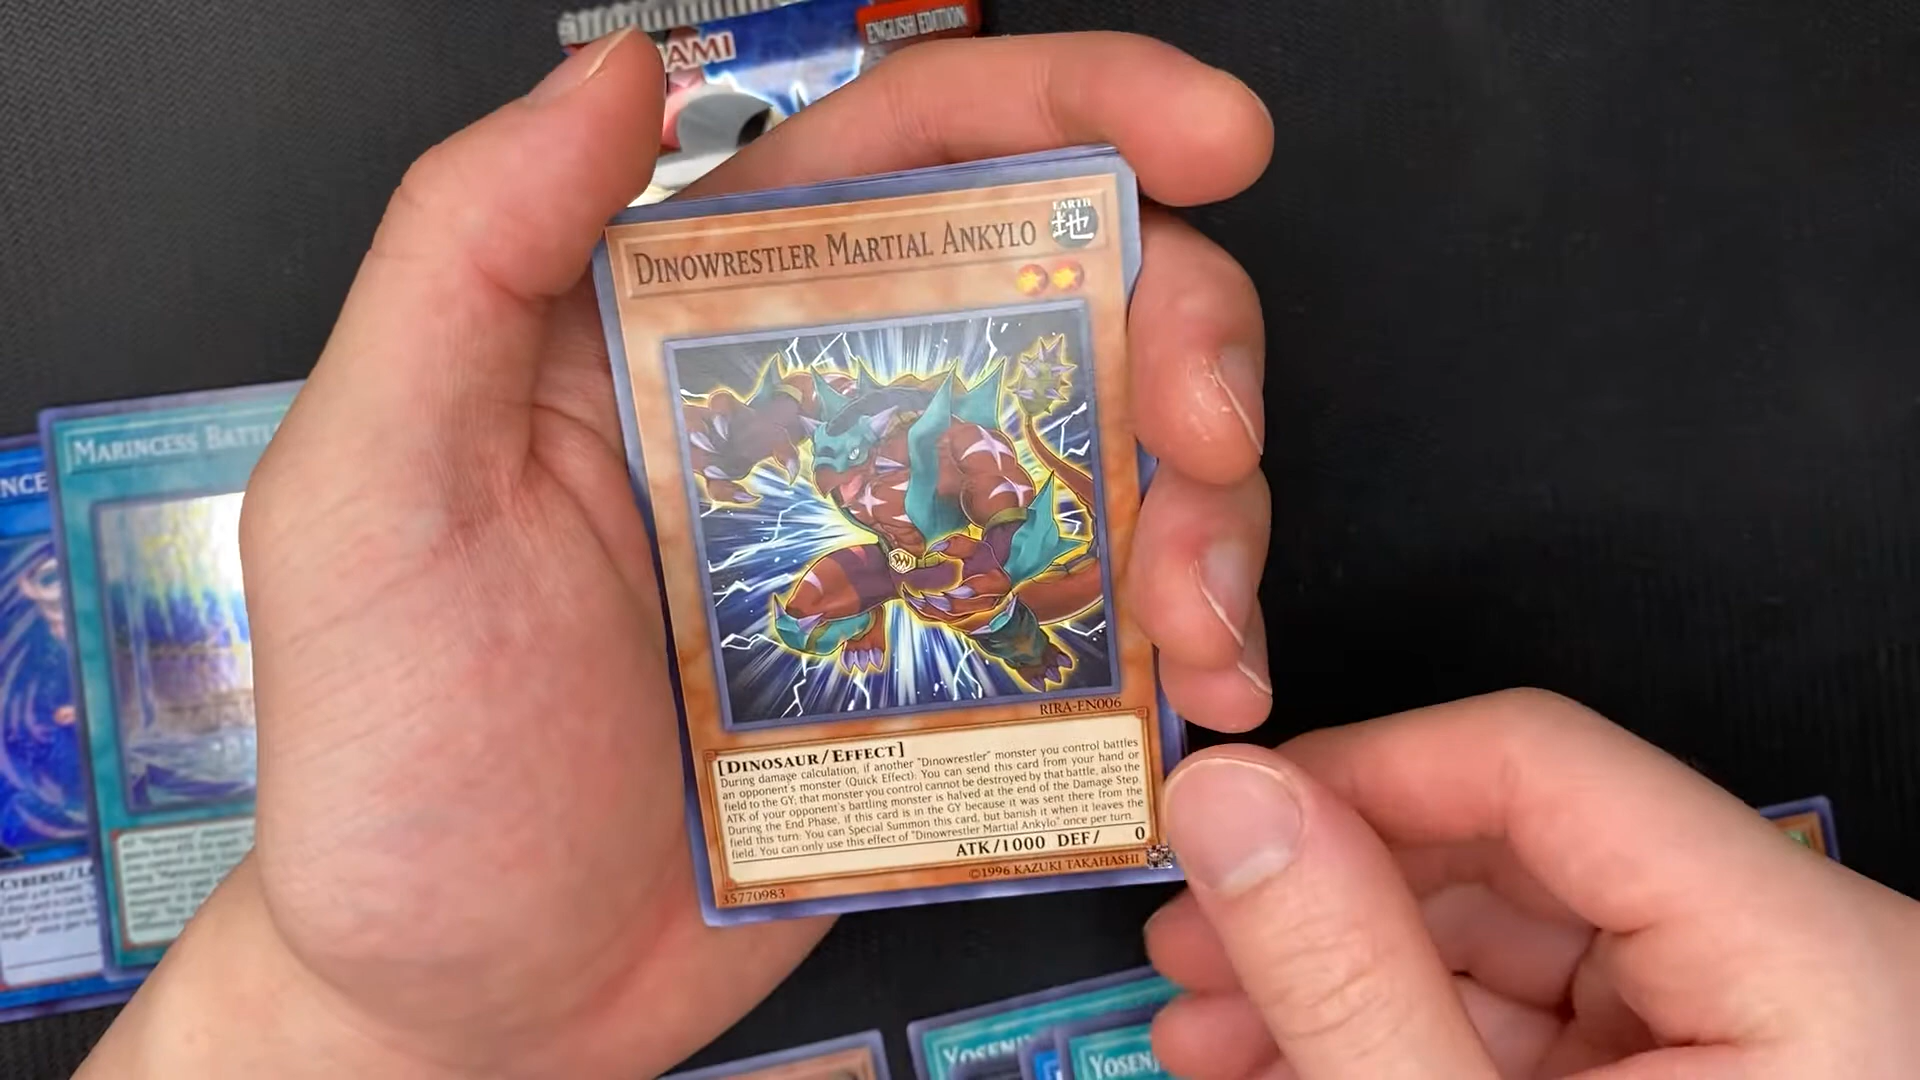 AMI
ENGLISH EDITION
DINOWRESTLER MARTIAL ANKYLO
EARTH
地
RIRA-EN006
[DINOSAUR/EFFECT]
During damage calculation, if another "Dinowrestler" monster you control battles
an opponent's monster (Quick Effect): You can send this card from your hand or
field to the GY; that monster you control cannot be destroyed by that battle, also the
ATK of your opponent's battling monster is halved at the end of the Damage Step.
During the End Phase, if this card is in the GY because it was sent there from the
field this turn: You can Special Summon this card, but banish it when it leaves the
field. You can only use this effect of "Dinowrestler Martial Ankylo" once per turn.
ATK/1000 DEF/ 0
35770983
©1996 KAZUKI TAKAHASHI
MARINCESS BATTL
NCE
CYBERSE/L
YOSENJ
YOSENJ